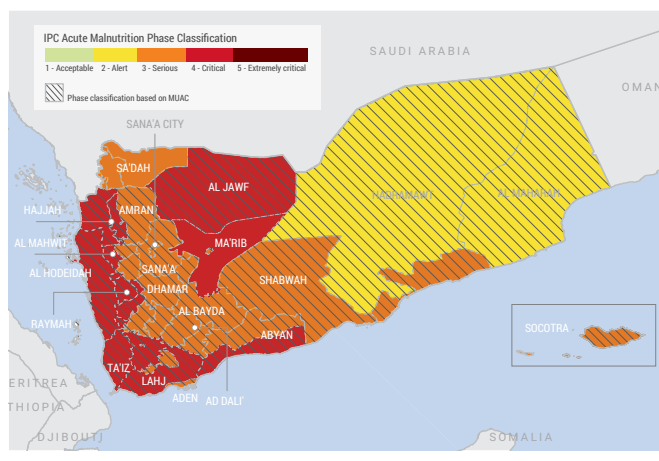 IPC Acute Malnutrition Phase Classification
1 - Acceptable 2 - Alert 3 - Serious 4 - Critical 5 - Extremely critical
Phase classification based on MUAC
SAUDI ARABIA
OMAN
SANA'A CITY
SA'DAH
AL JAWF
HADRAMAWT
AL MAHARAH
HAJJAH
AMRAN
AL MAHWIT
MA'RIB
AL HODEIDAH
SANA'A
SHABWAH
DHAMAR
AL BAYDA
RAYMAH
ABYAN
SOCOTRA
TA'IZ
LAHJ
ADEN
AD DALI'
ERITREA
THIOPIA
DJIBOUTI
SOMALIA